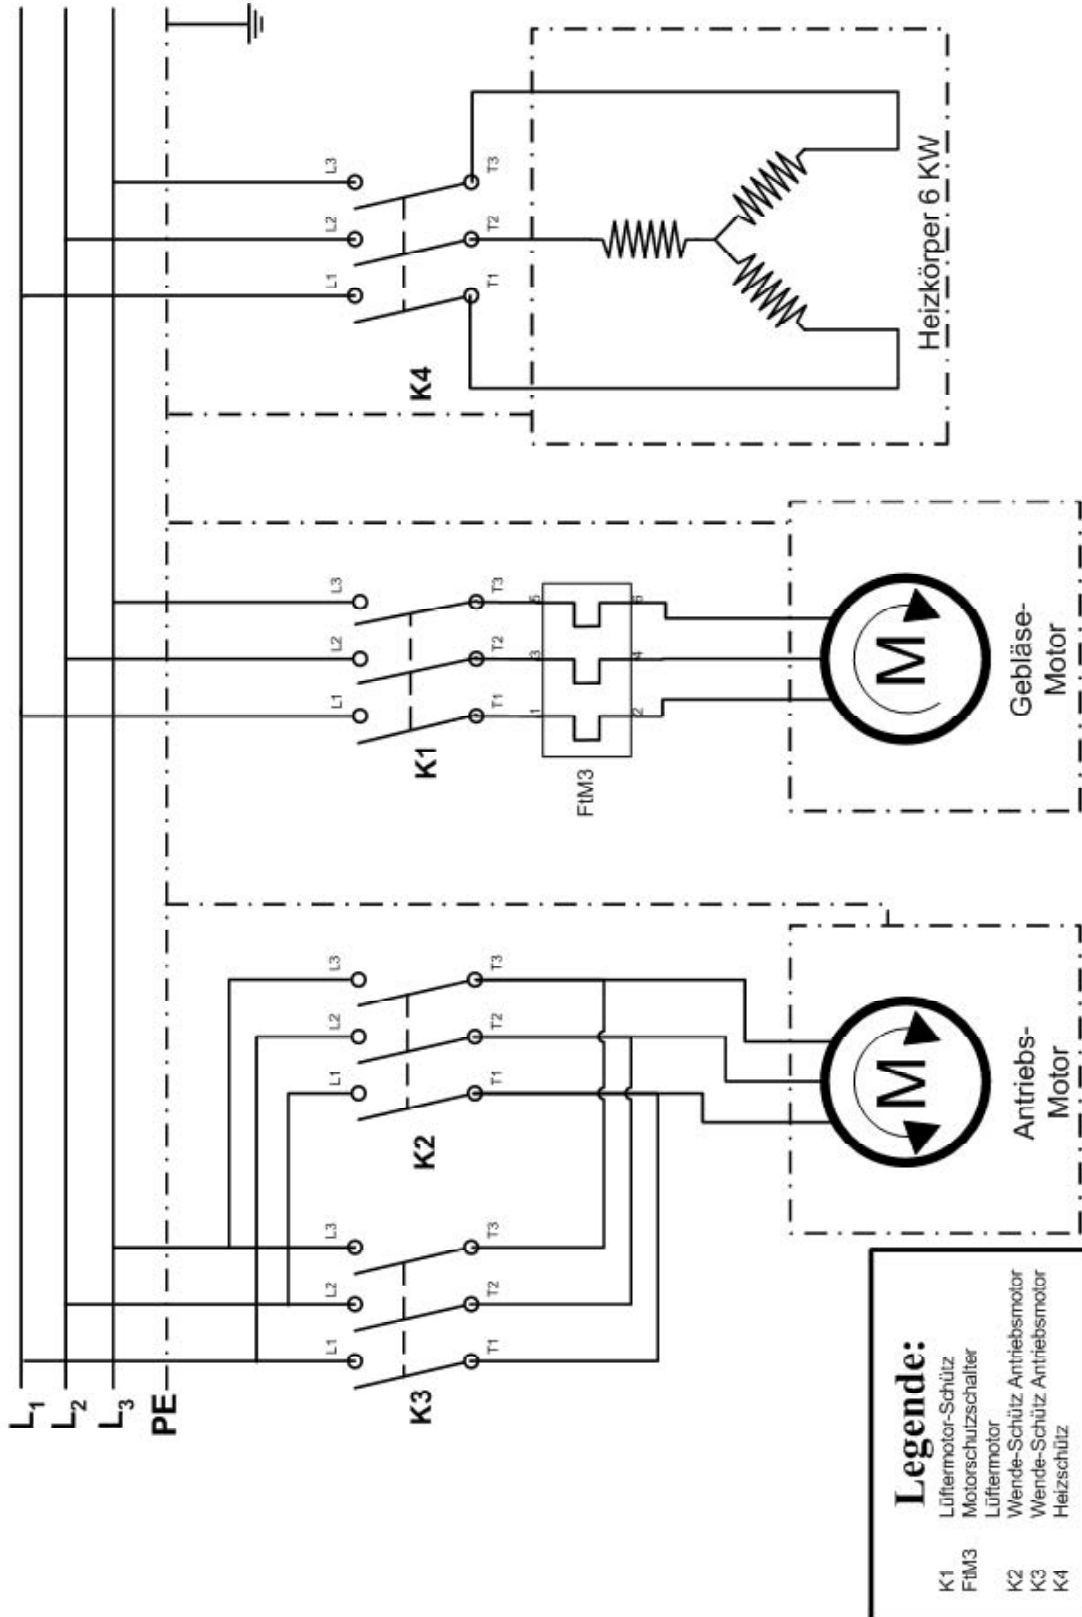 L1
L2
L3
PE
K3
L1
L2
L3
T1
T2
T3
K2
L1
L2
L3
T1
T2
T3
Antriebs-
Motor
M
K1
L1
L2
L3
T1
T2
T3
FtM3
1
3
5
2
4
6
M
Gebläse-
Motor
K4
L1
L2
L3
T1
T2
T3
Heizkörper 6 KW
Legende:
K1 Lüftermotor-Schütz
FtM3 Motorschutzschalter
Lüftermotor
K2 Wende-Schütz Antriebsmotor
K3 Wende-Schütz Antriebsmotor
K4 Heizschütz